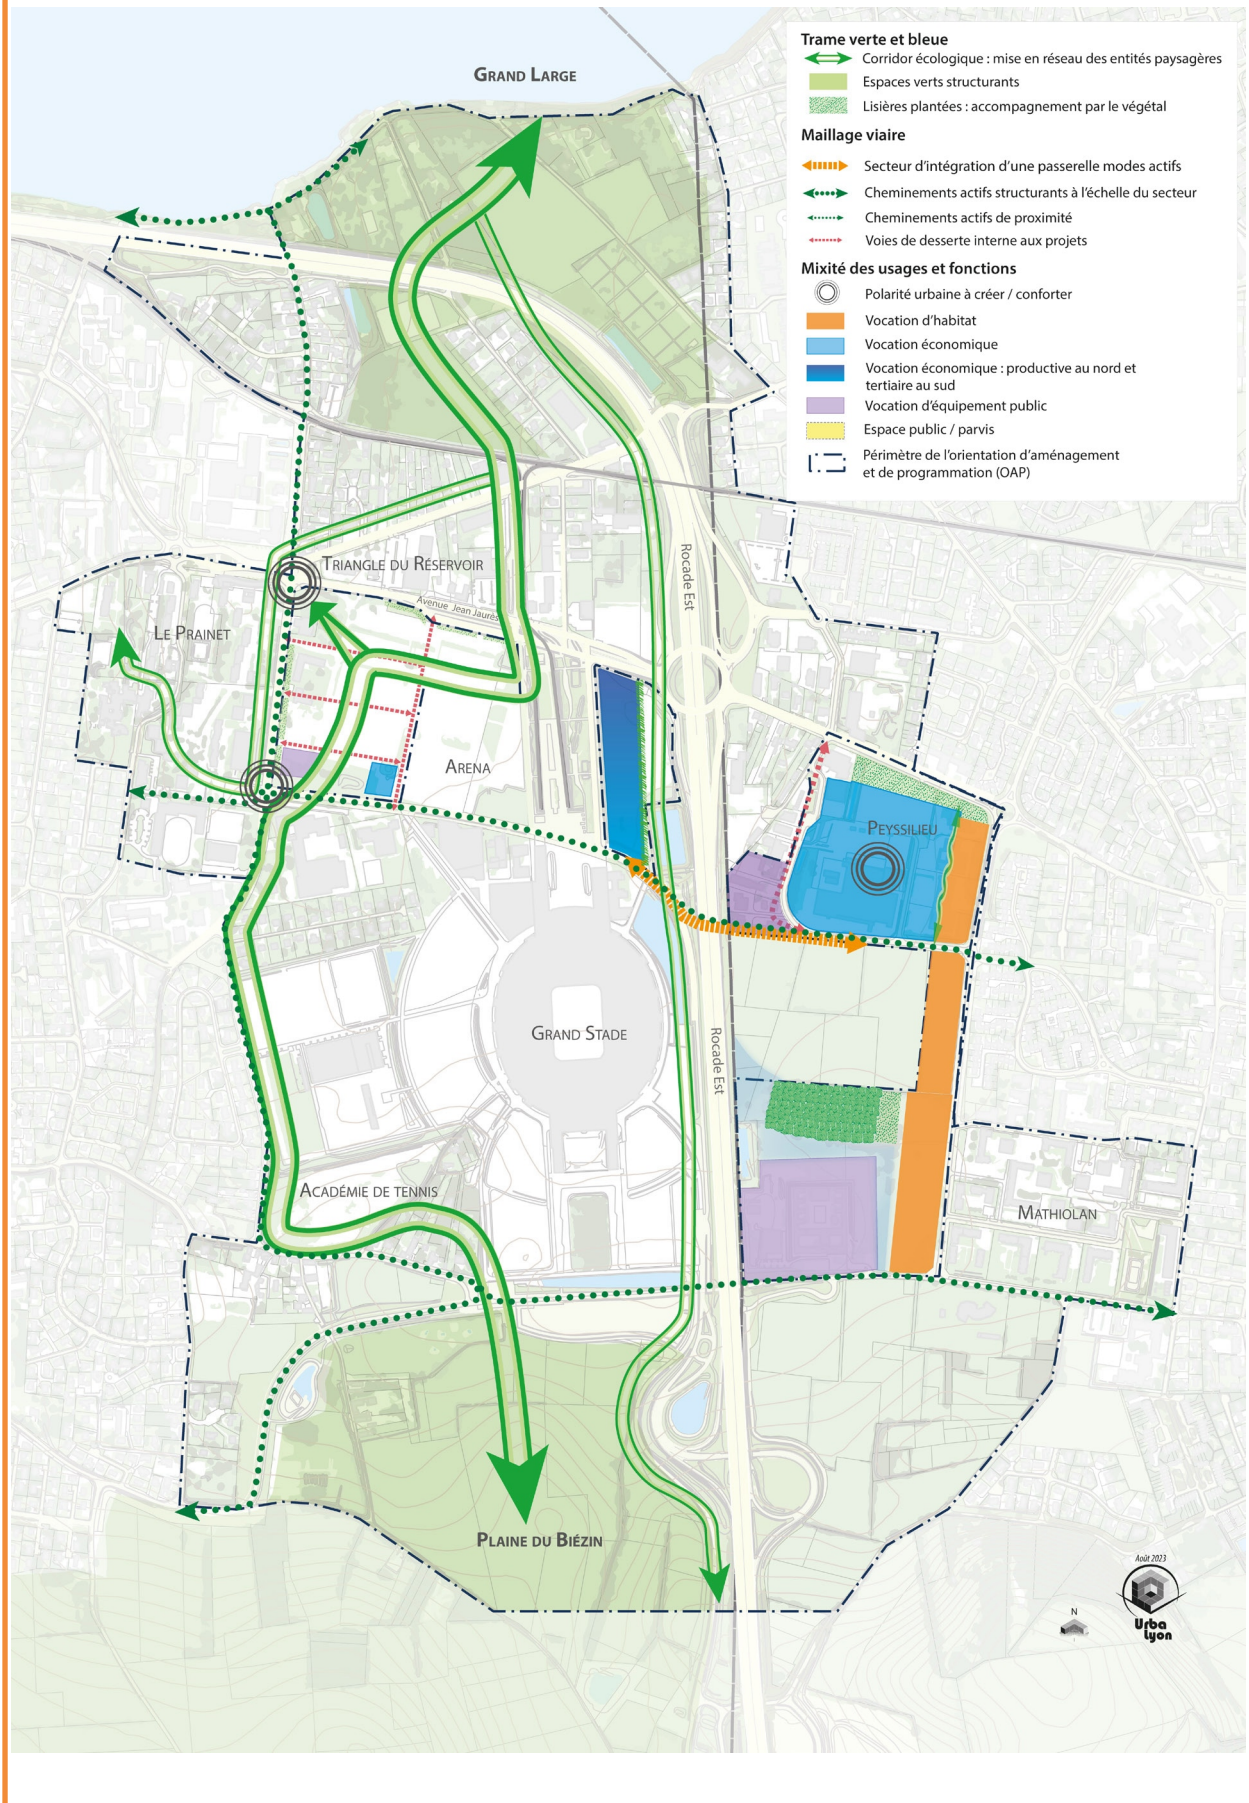 GRAND LARGE
Trame verte et bleue
Corridor écologique : mise en réseau des entités paysagères
Espaces verts structurants
Lisières plantées : accompagnement par le végétal
Maillage viaire
Secteur d'intégration d'une passerelle modes actifs
Cheminements actifs structurants à l'échelle du secteur
Cheminements actifs de proximité
Voies de desserte interne aux projets
Mixité des usages et fonctions
Polarité urbaine à créer / conforter
Vocation d'habitat
Vocation économique
Vocation économique : productive au nord et
tertiaire au sud
Vocation d'équipement public
Espace public / parvis
Périmètre de l'orientation d'aménagement
et de programmation (OAP)
TRIANGLE DU RÉSERVOIR
Rocade Est
Avenue Jean Jaurès
LE PRAINET
ARENA
PEYSSILIEU
GRAND STADE
Rocade Est
ACADÉMIE DE TENNIS
MATHIOLAN
PLAINE DU BIÉZIN
Août 2023
N
Urba
Lyon